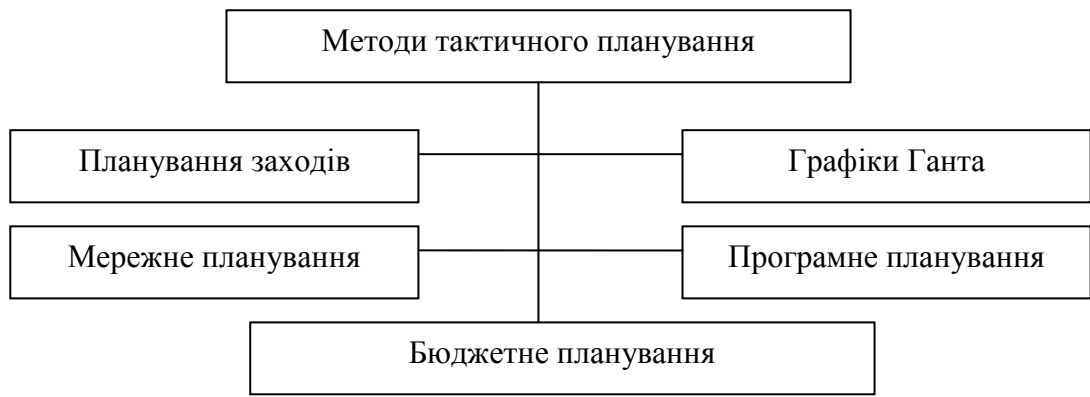 Методи тактичного планування
Планування заходів
Графіки Ганта
Мережне планування
Програмне планування
Бюджетне планування